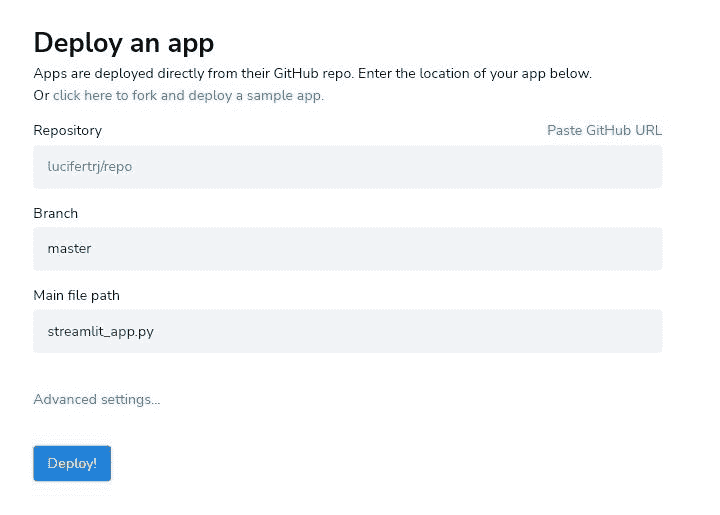 Deploy an app
Apps are deployed directly from their GitHub repo. Enter the location of your app below.
Or click here to fork and deploy a sample app.
Repository Paste GitHub URL
lucifertrj/repo
Branch
master
Main file path
streamlit_app.py
Advanced settings...
Deploy!